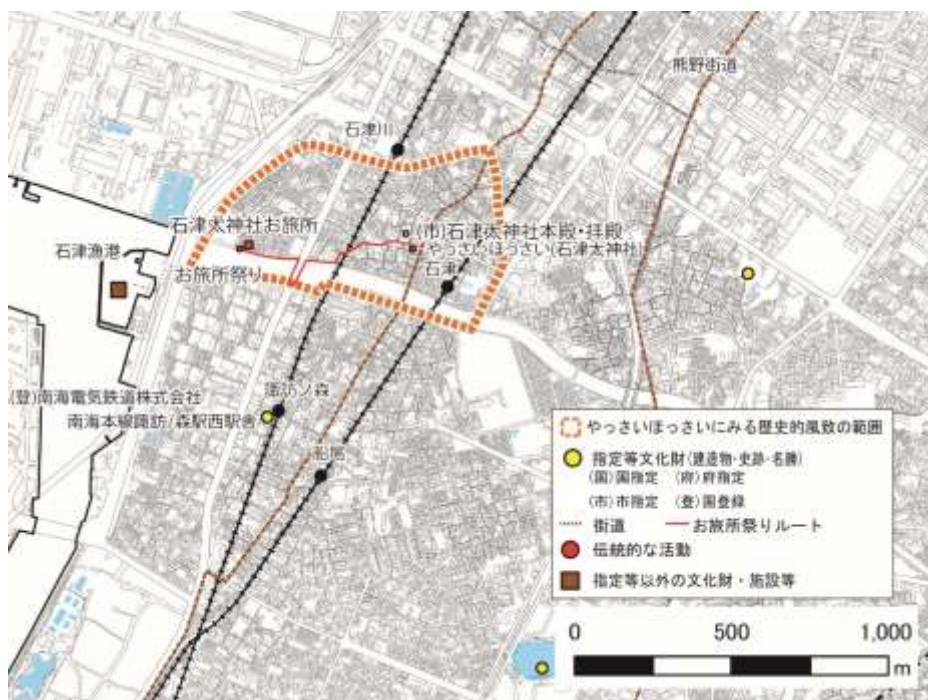 熊野街道
石津川
石津太神社お旅所
(市)石津太神社本殿・拝殿
やっさいほっさい(石津太神社)
石津漁港
石津
お旅所祭り
諏訪ノ森
(登)南海電気鉄道株式会社
南海本線諏訪ノ森駅西駅舎
船尾
やっさいほっさいにみる歴史的風致の範囲
指定等文化財(建造物・史跡・名勝)
(国)国指定 (府)府指定
(市)市指定 (登)国登録
街道 お旅所祭りルート
伝統的な活動
指定等以外の文化財・施設等
0 500 1,000
m